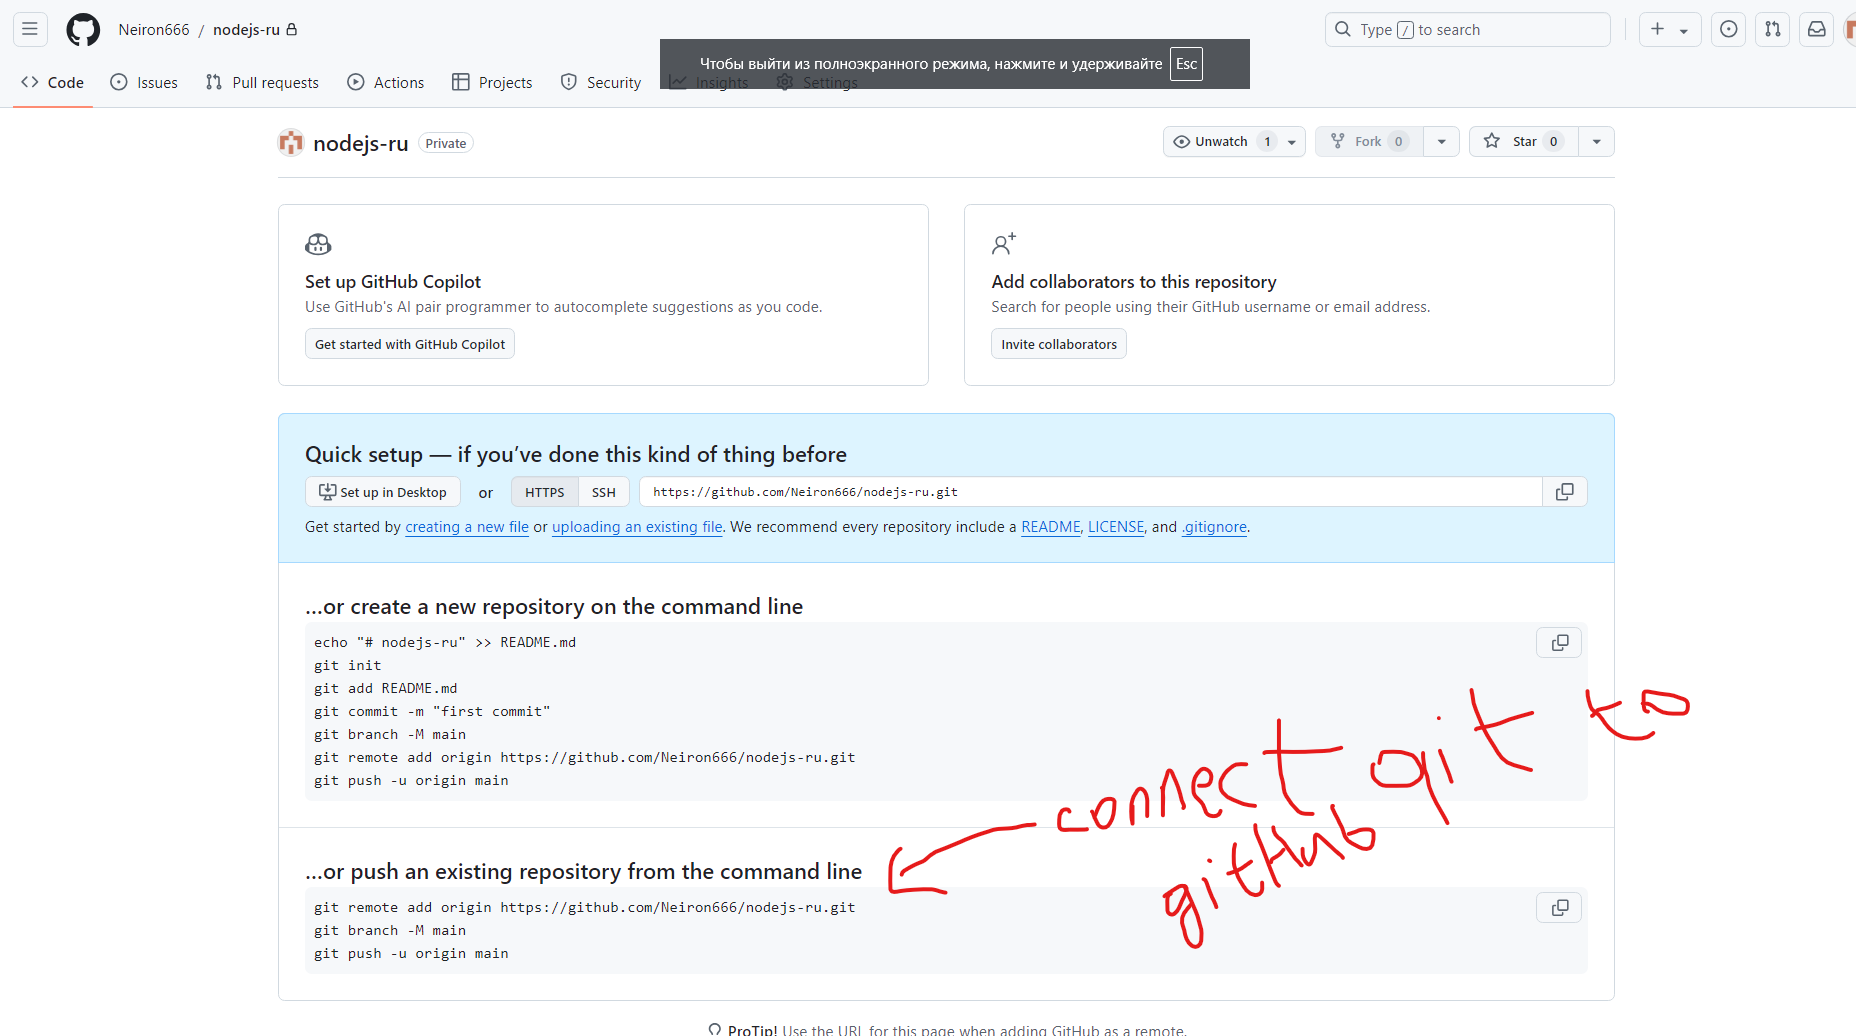 Neiron666 / nodejs-ru
Type / to search
Чтобы выйти из полноэкранного режима, нажмите и удерживайте Esc
Code Issues Pull requests Actions Projects Security Insights Settings
nodejs-ru Private
Unwatch 1 Fork 0 Star 0
Set up GitHub Copilot
Use GitHub's AI pair programmer to autocomplete suggestions as you code.
Get started with GitHub Copilot
Add collaborators to this repository
Search for people using their GitHub username or email address.
Invite collaborators
Quick setup — if you’ve done this kind of thing before
Set up in Desktop or HTTPS SSH https://github.com/Neiron666/nodejs-ru.git
Get started by creating a new file or uploading an existing file. We recommend every repository include a README, LICENSE, and .gitignore.
…or create a new repository on the command line
echo "# nodejs-ru" >> README.md
git init
git add README.md
git commit -m "first commit"
git branch -M main
git remote add origin https://github.com/Neiron666/nodejs-ru.git
git push -u origin main
connect git to
gitHub
…or push an existing repository from the command line
git remote add origin https://github.com/Neiron666/nodejs-ru.git
git branch -M main
git push -u origin main
ProTip! Use the URL for this page when adding GitHub as a remote.